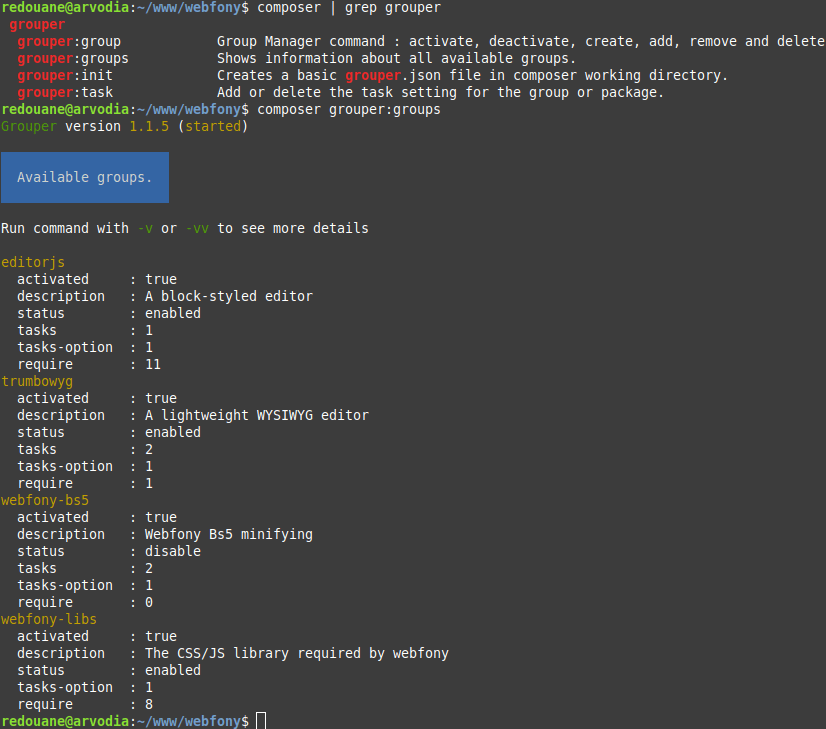 redouane@arvodia:~/www/webfony$ composer | grep grouper
grouper
grouper:group Group Manager command : activate, deactivate, create, add, remove and delete
grouper:groups Shows information about all available groups.
grouper:init Creates a basic grouper.json file in composer working directory.
grouper:task Add or delete the task setting for the group or package.
redouane@arvodia:~/www/webfony$ composer grouper:groups
Grouper version 1.1.5 (started)
Available groups.
Run command with -v or -vv to see more details
editorjs
activated : true
description : A block-styled editor
status : enabled
tasks : 1
tasks-option : 1
require : 11
trumbowyg
activated : true
description : A lightweight WYSIWYG editor
status : enabled
tasks : 2
tasks-option : 1
require : 1
webfony-bs5
activated : true
description : Webfony Bs5 minifying
status : disable
tasks : 2
tasks-option : 1
require : 0
webfony-libs
activated : true
description : The CSS/JS library required by webfony
status : enabled
tasks-option : 1
require : 8
redouane@arvodia:~/www/webfony$